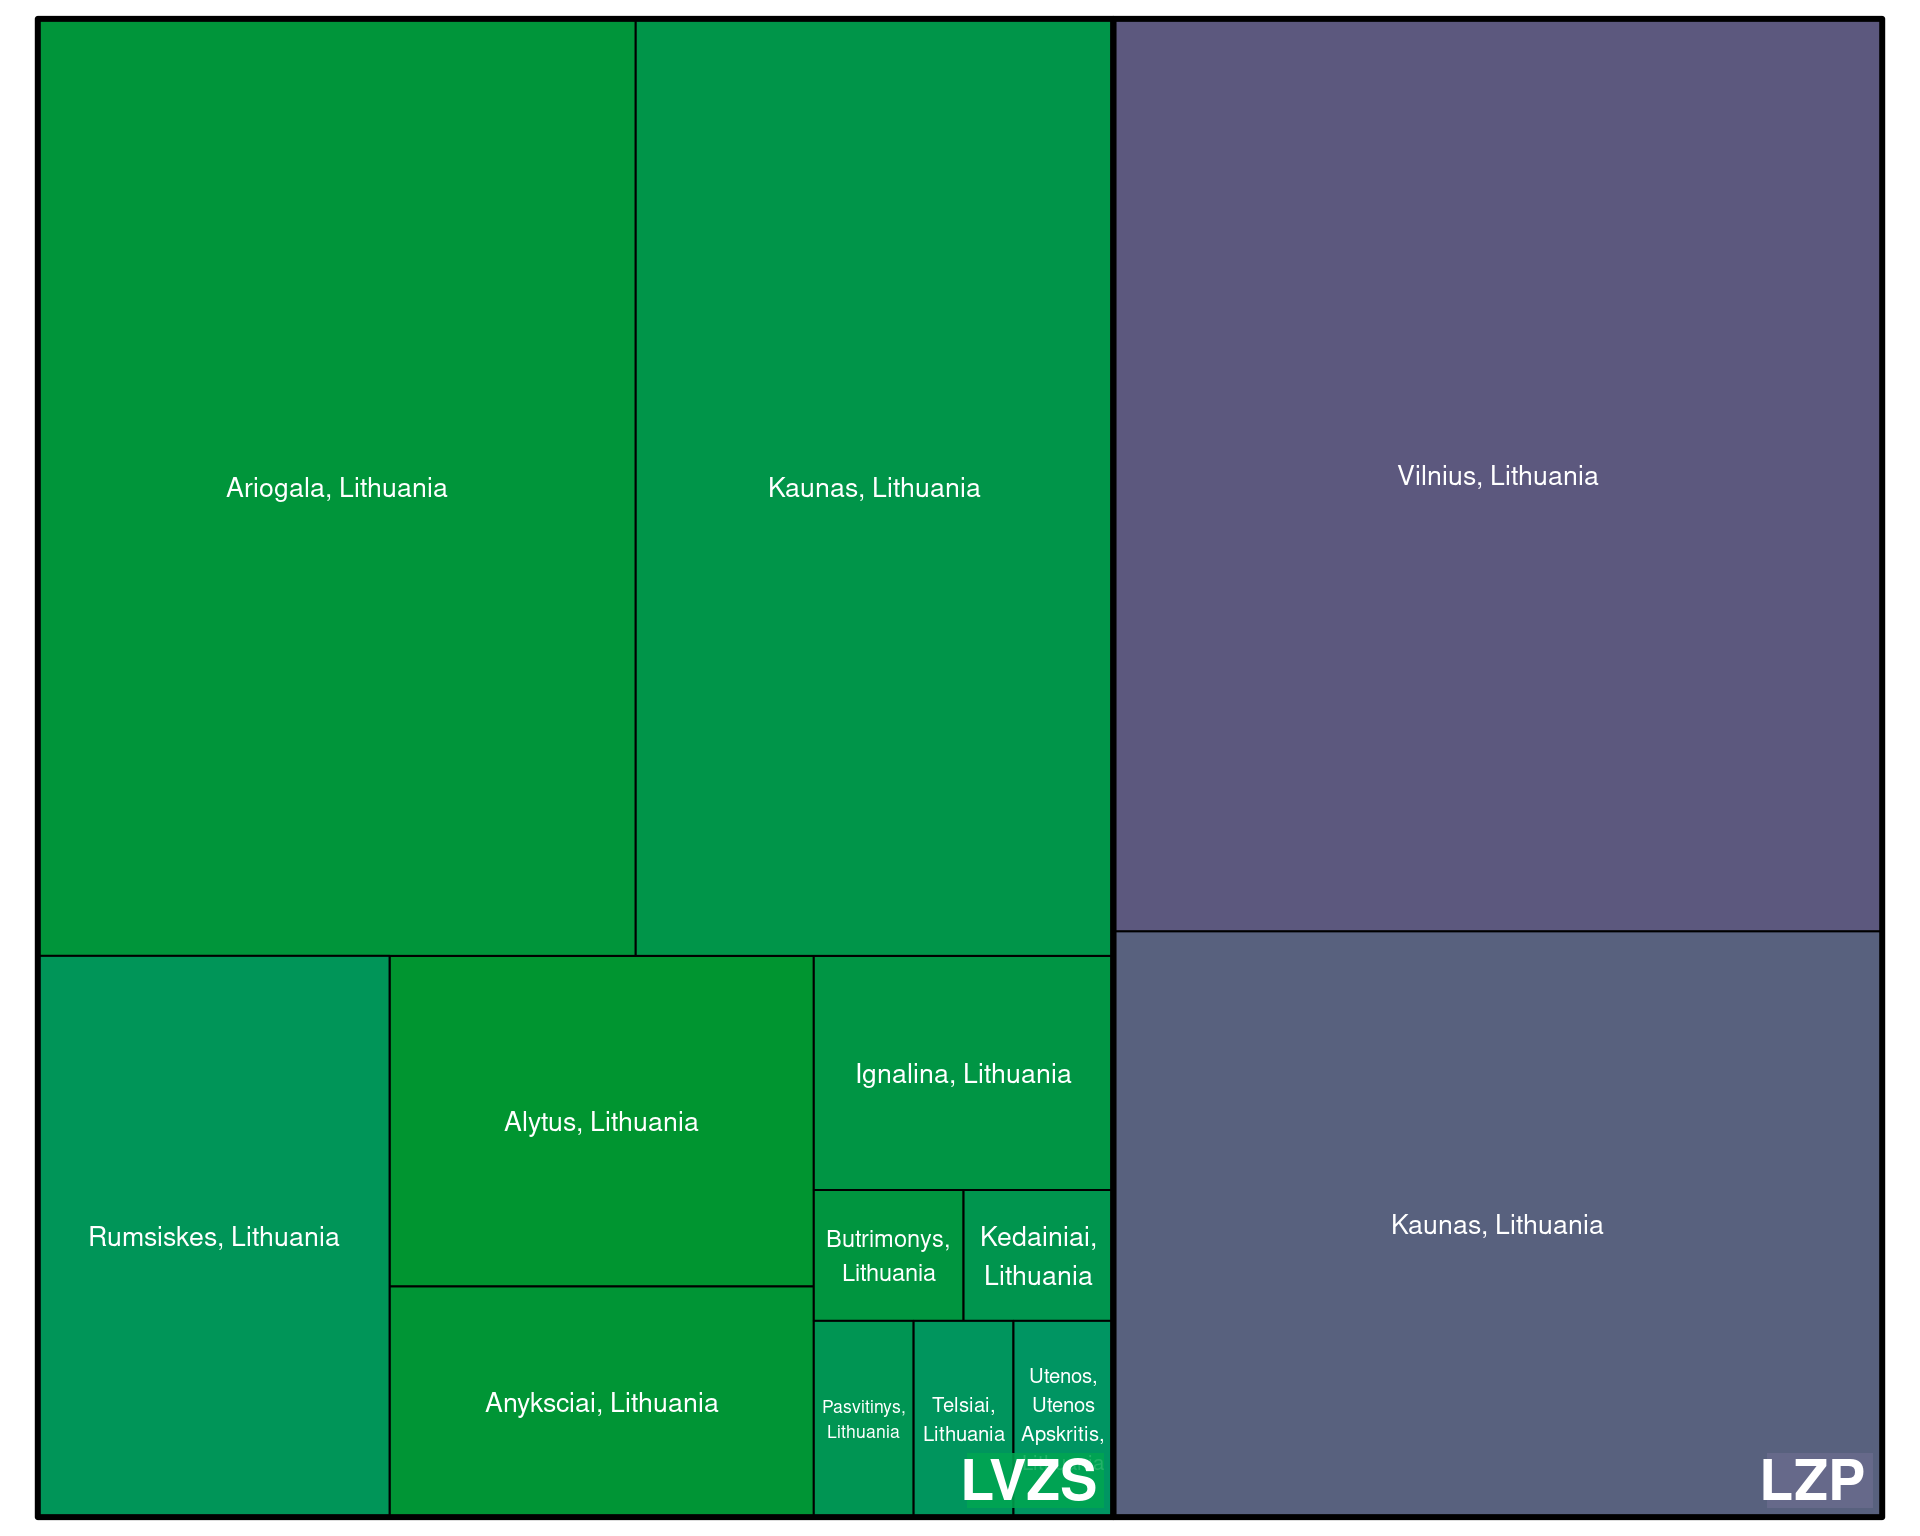 Ariogala, Lithuania
Kaunas, Lithuania
Vilnius, Lithuania
Rumsiskes, Lithuania
Alytus, Lithuania
Anyksciai, Lithuania
Ignalina, Lithuania
Butrimonys,
Lithuania
Kedainiai,
Lithuania
Pasvitinys,
Lithuania
Telsiai,
Lithuania
Utenos,
Utenos
Apskritis,
LVZS
Kaunas, Lithuania
LZP